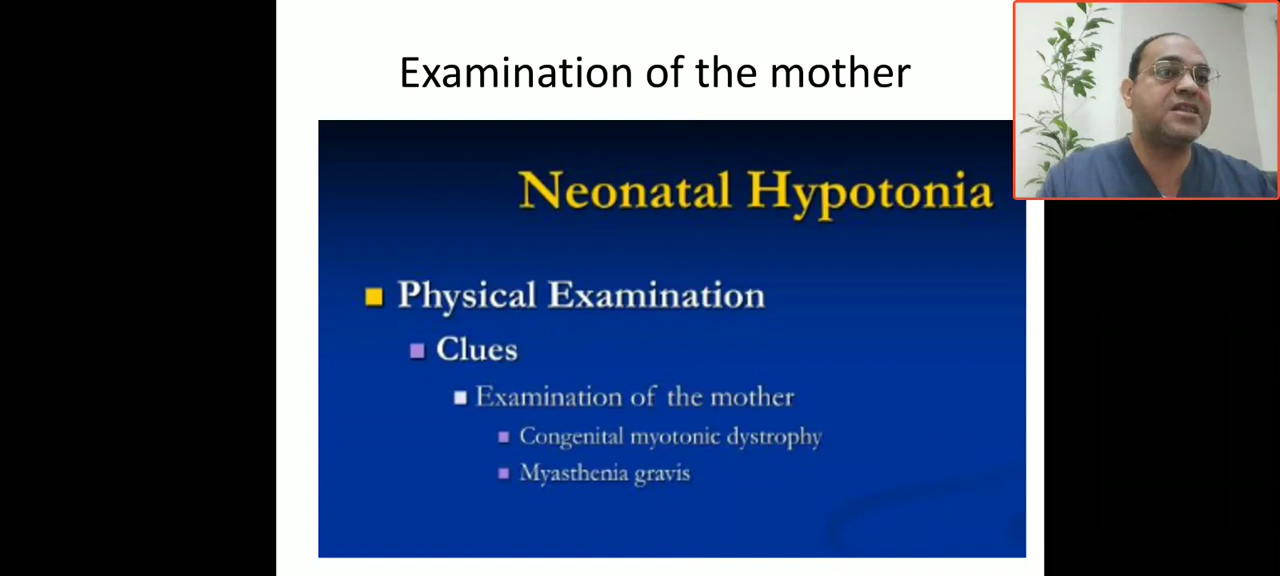 Examination of the mother
Neonatal Hypotonia
Physical Examination
Clues
Examination of the mother
Congenital myotonic dystrophy
Myasthenia gravis